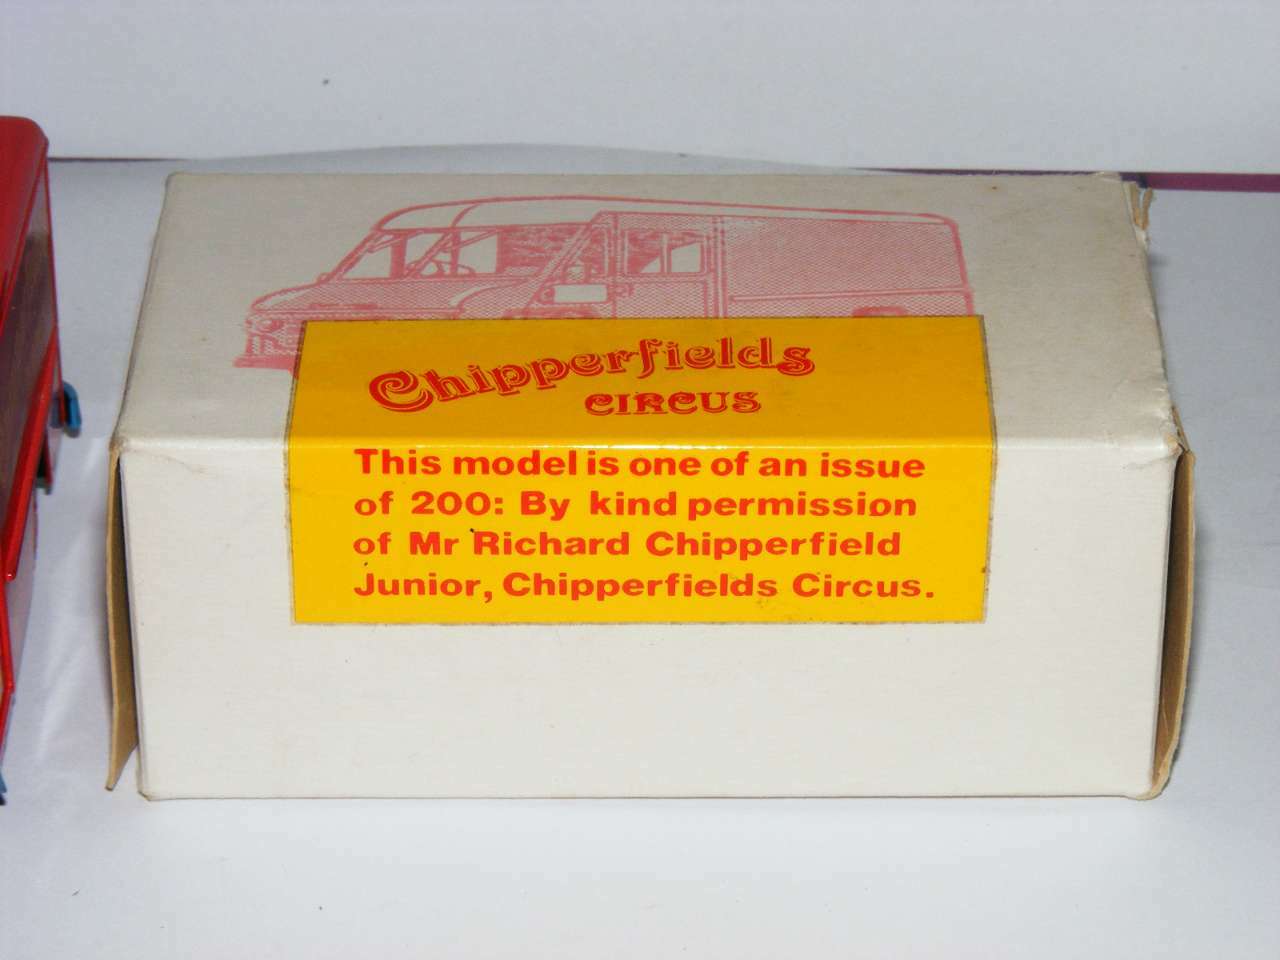 Chipperfields
CIRCUS
This model is one of an issue
of 200: By kind permission
of Mr Richard Chipperfield
Junior, Chipperfields Circus.